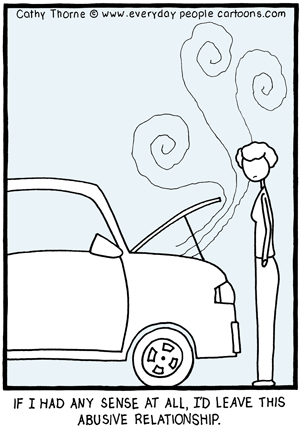 Cathy Thorne © www.everyday people cartoons.com
IF I HAD ANY SENSE AT ALL, I'D LEAVE THIS
ABUSIVE RELATIONSHIP.